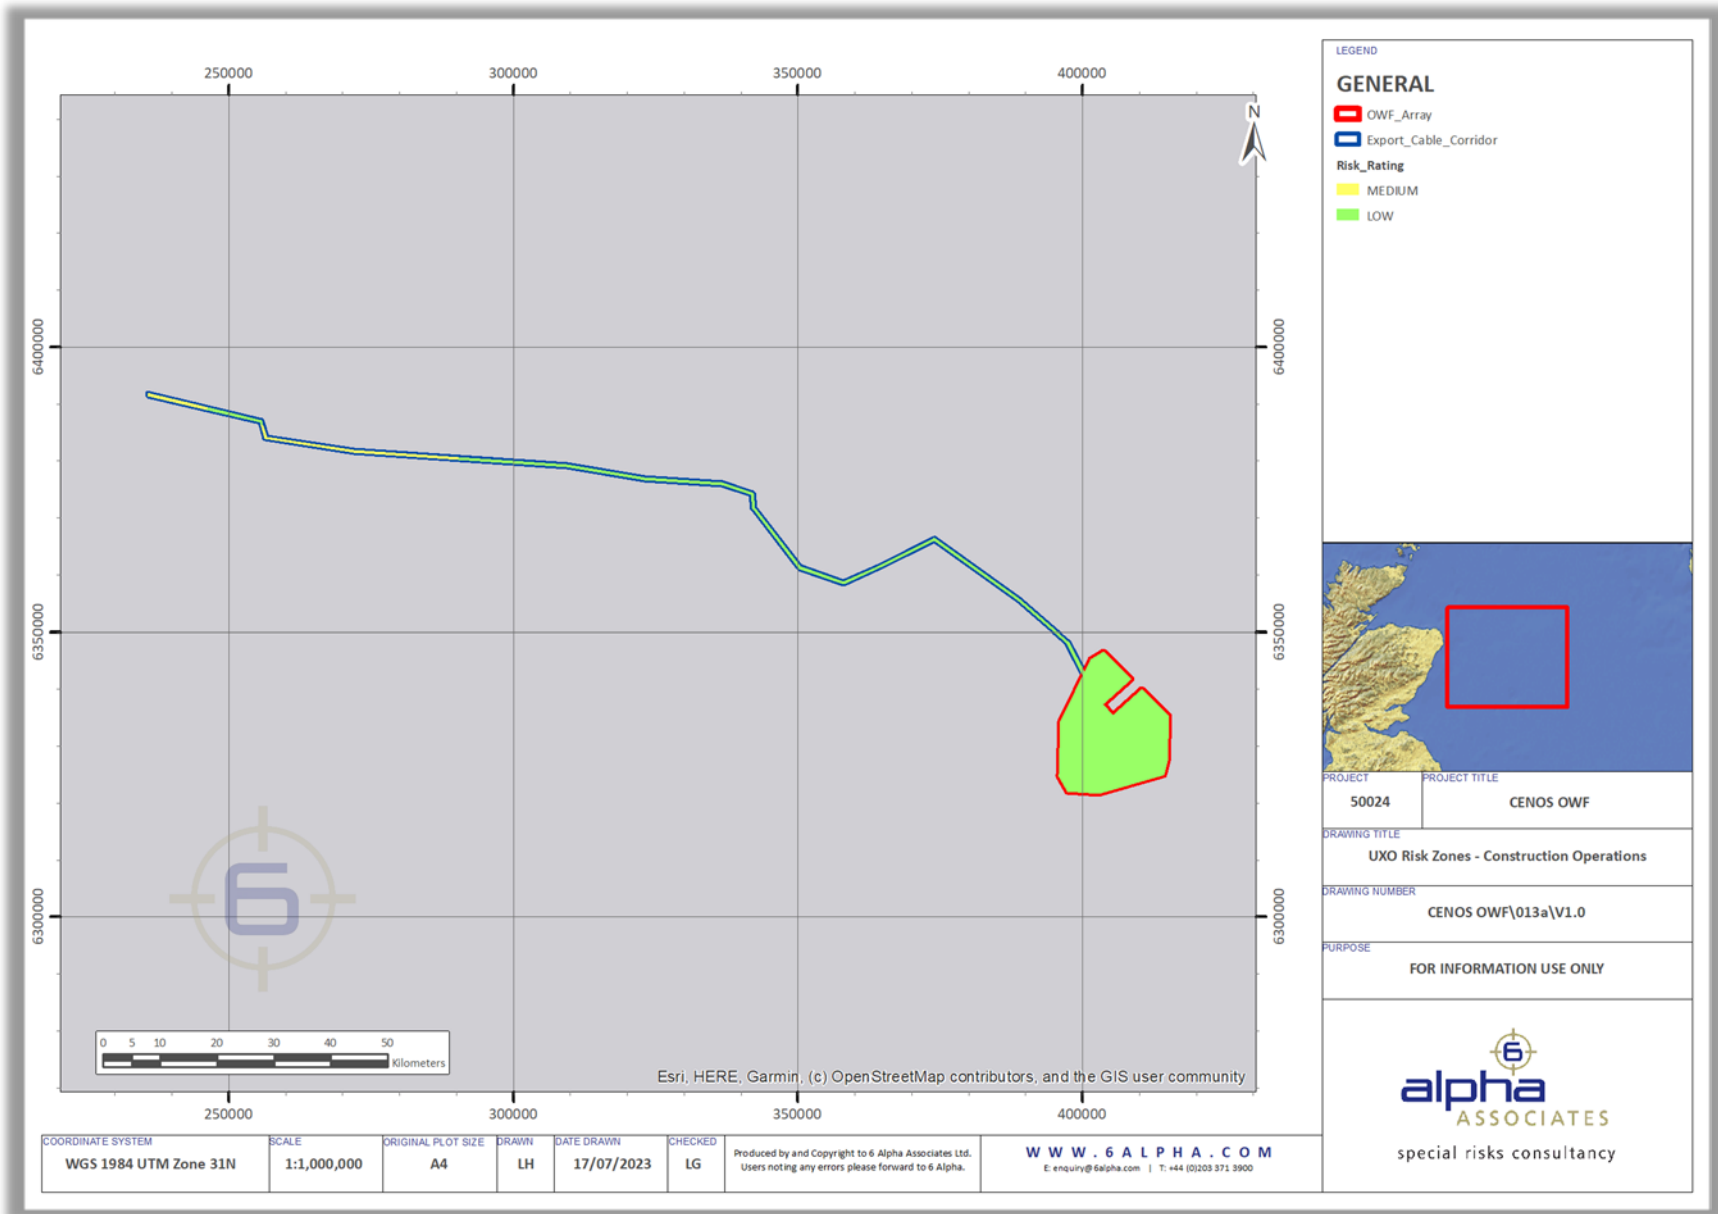 250000
300000
350000
400000
N
6400000
6400000
6350000
6350000
6300000
6300000
6
0 5 10 20 30 40 50
Kilometers
Esri, HERE, Garmin, (c) OpenStreetMap contributors, and the GIS user community
250000
300000
350000
400000
LEGEND
GENERAL
OWF_Array
Export_Cable_Corridor
Risk_Rating
MEDIUM
LOW
PROJECT
50024
PROJECT TITLE
CENOS OWF
DRAWING TITLE
UXO Risk Zones - Construction Operations
DRAWING NUMBER
CENOS OWF\013a\V1.0
PURPOSE
FOR INFORMATION USE ONLY
6
alpha
ASSOCIATES
special risks consultancy
COORDINATE SYSTEM
WGS 1984 UTM Zone 31N
SCALE
1:1,000,000
ORIGINAL PLOT SIZE
A4
DRAWN
LH
DATE DRAWN
17/07/2023
CHECKED
LG
Produced by and Copyright to 6 Alpha Associates Ltd.
Users noting any errors please forward to 6 Alpha.
WWW.6ALPHA.COM
E: enquiry@6alpha.com | T: +44 (0)203 371 3900